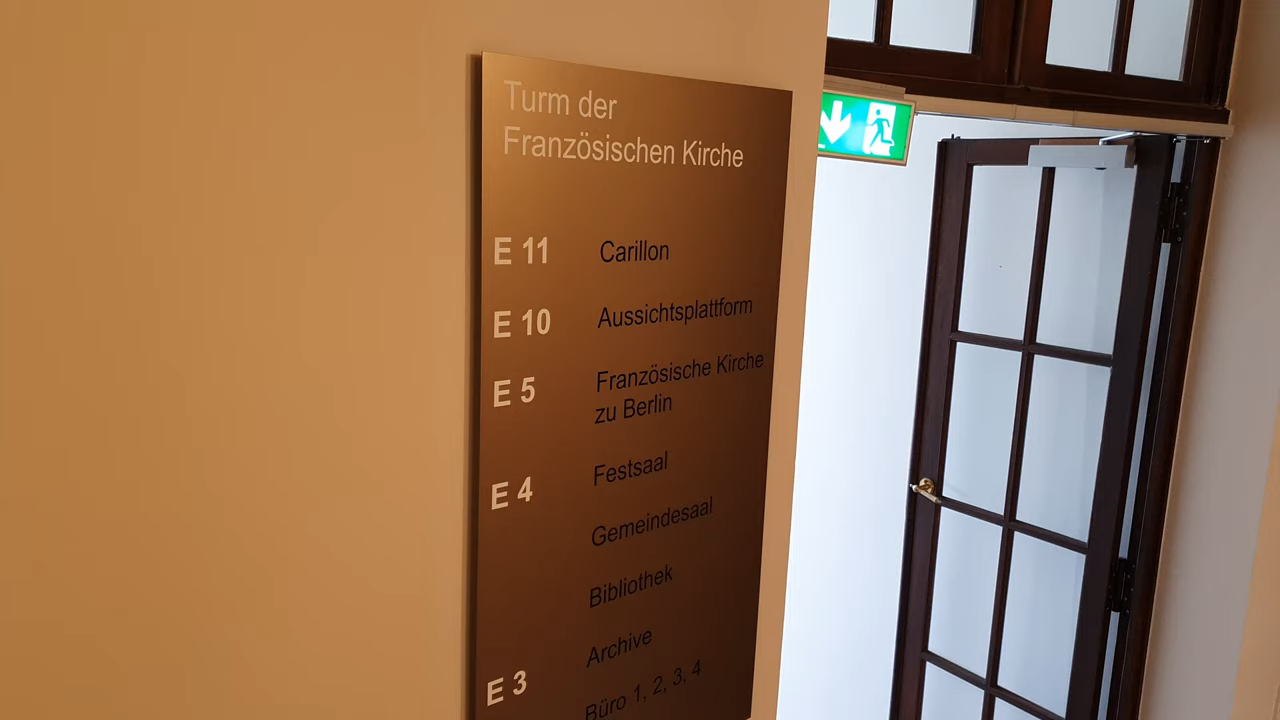 Turm der
Französischen Kirche
E 11 Carillon
E 10 Aussichtsplattform
E 5 Französische Kirche
zu Berlin
E 4 Festsaal
Gemeindesaal
Bibliothek
Archive
E 3 Büro 1, 2, 3, 4